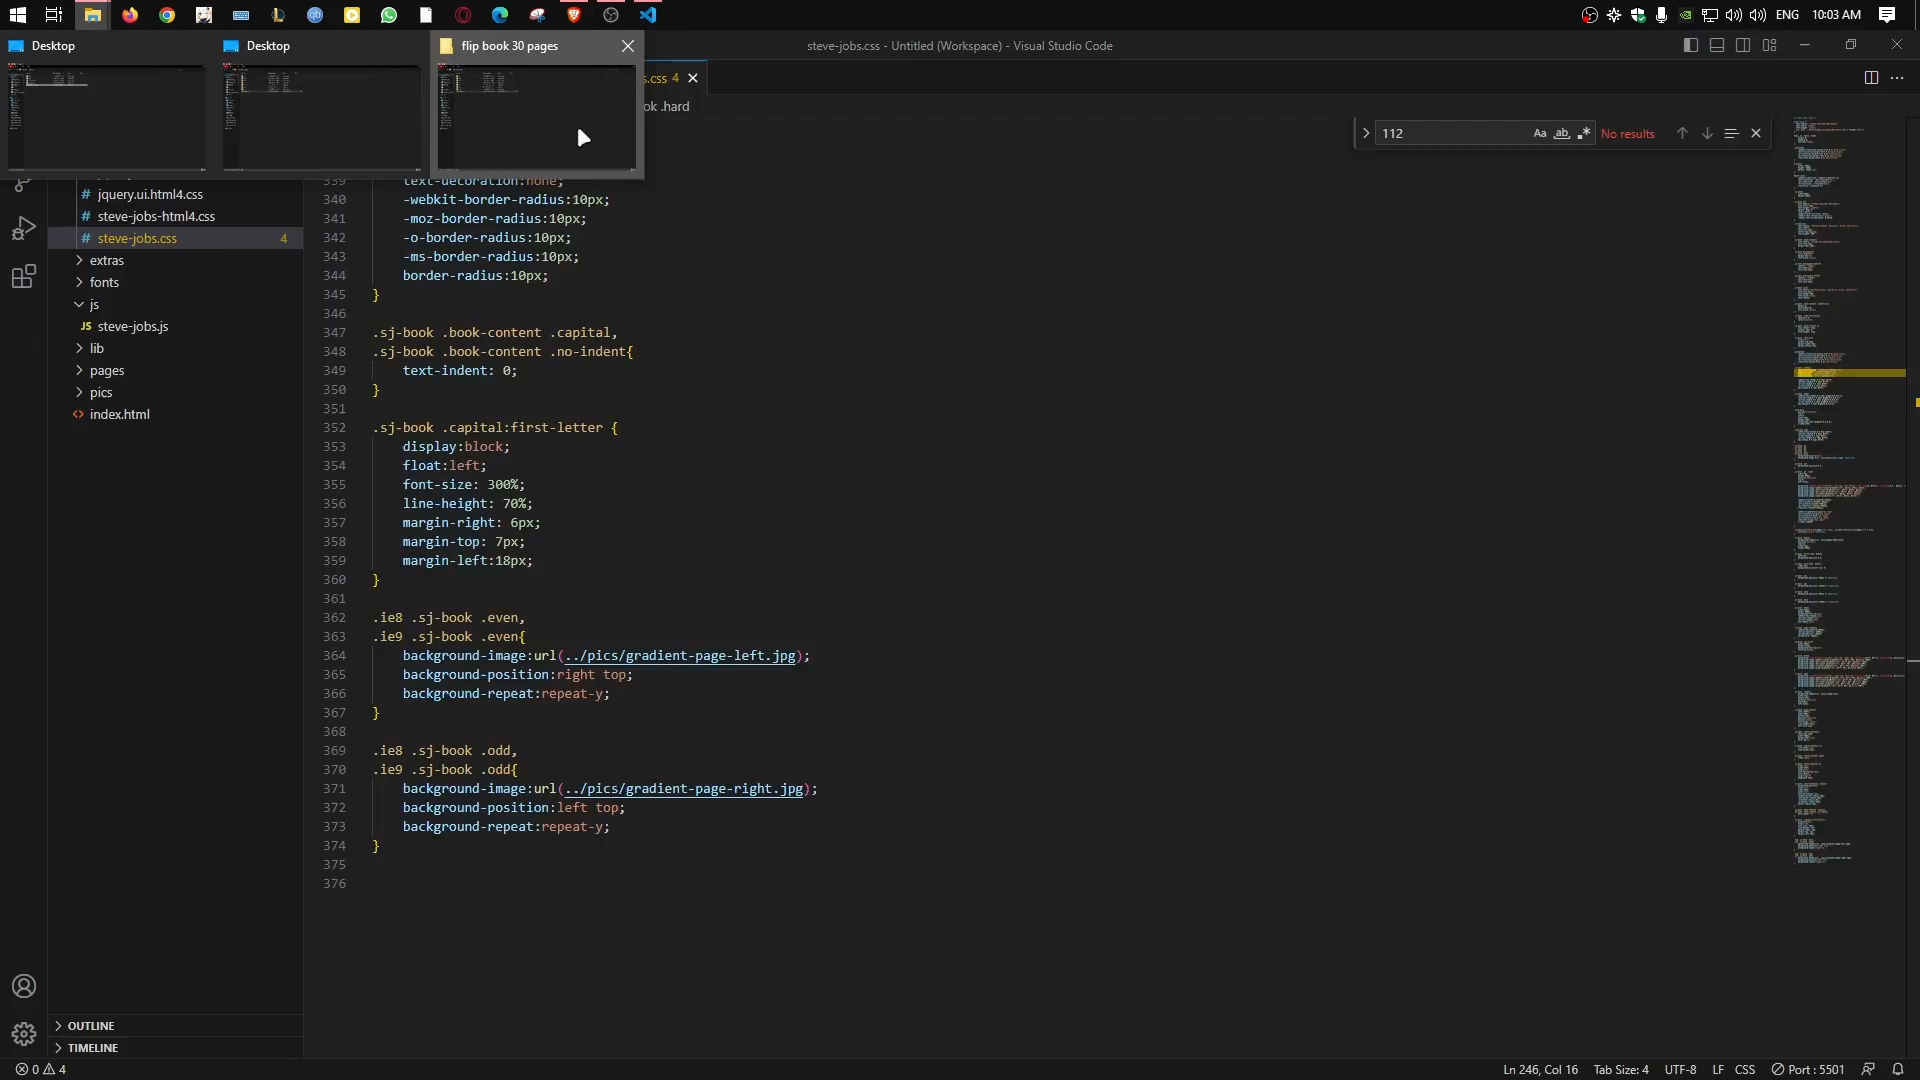 ENG 10:03 AM
Desktop
Desktop
flip book 30 pages
steve-jobs.css - Untitled (Workspace) - Visual Studio Code
s.css 4
ok .hard
112
Aa ab .*
No results
jquery.ui.html4.css
steve-jobs-html4.css
steve-jobs.css 4
extras
fonts
js
JS steve-jobs.js
lib
pages
pics
index.html
OUTLINE
TIMELINE
339 text-decoration:none;
340 -webkit-border-radius:10px;
341 -moz-border-radius:10px;
342 -o-border-radius:10px;
343 -ms-border-radius:10px;
344 border-radius:10px;
345 }
346
347 .sj-book .book-content .capital,
348 .sj-book .book-content .no-indent{
349 text-indent: 0;
350 }
351
352 .sj-book .capital:first-letter {
353 display:block;
354 float:left;
355 font-size: 300%;
356 line-height: 70%;
357 margin-right: 6px;
358 margin-top: 7px;
359 margin-left:18px;
360 }
361
362 .ie8 .sj-book .even,
363 .ie9 .sj-book .even{
364 background-image:url(../pics/gradient-page-left.jpg);
365 background-position:right top;
366 background-repeat:repeat-y;
367 }
368
369 .ie8 .sj-book .odd,
370 .ie9 .sj-book .odd{
371 background-image:url(../pics/gradient-page-right.jpg);
372 background-position:left top;
373 background-repeat:repeat-y;
374 }
375
376
0 4
Ln 246, Col 16 Tab Size: 4 UTF-8 LF CSS Port : 5501